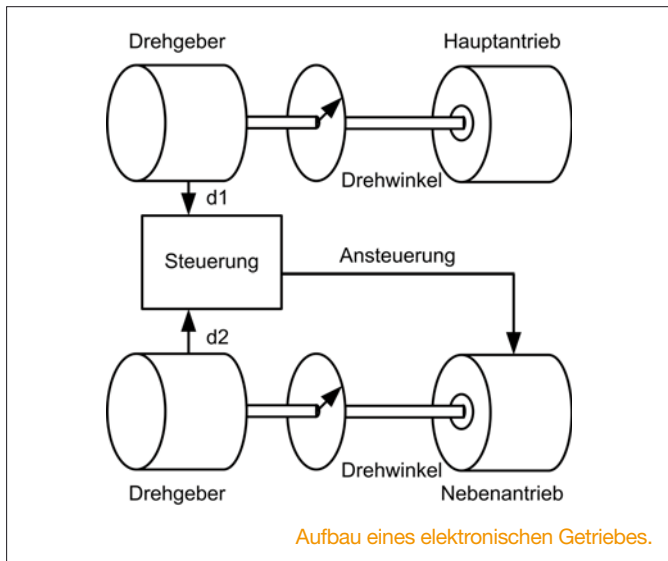 Drehgeber
Hauptantrieb
Drehwinkel
d1
Steuerung
Ansteuerung
d2
Drehwinkel
Drehgeber
Nebenantrieb
Aufbau eines elektronischen Getriebes.